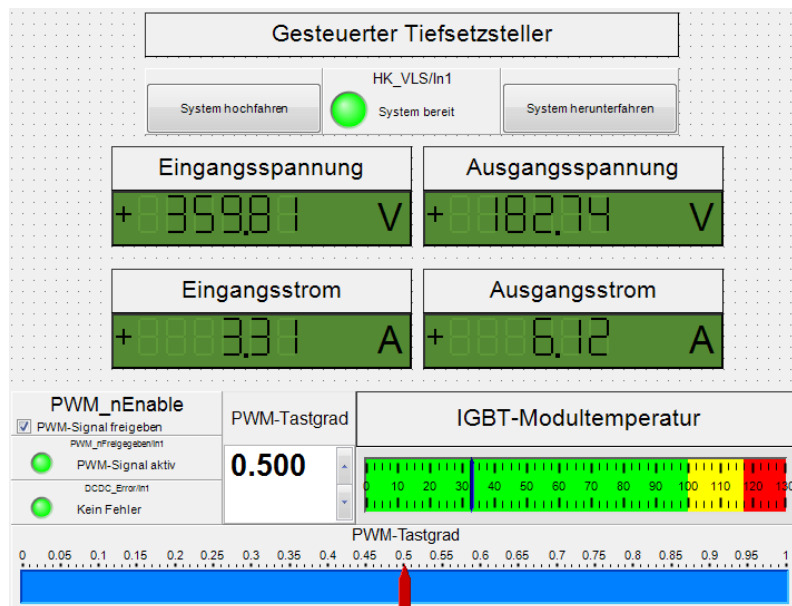 Gesteuerter Tiefsetzsteller
HK_VLS/In1
System hochfahren
System bereit
System herunterfahren
Eingangsspannung
Ausgangsspannung
+ 359.81 V
+ 182.74 V
Eingangsstrom
Ausgangsstrom
+ 3.31 A
+ 6.12 A
PWM_nEnable
PWM-Signal freigeben
PWM_nFreigegeben/In1
PWM-Signal aktiv
DCDC_Error/In1
Kein Fehler
PWM-Tastgrad
0.500
IGBT-Modultemperatur
0 10 20 30 40 50 60 70 80 90 100 110 120 130
PWM-Tastgrad
0 0.05 0.1 0.15 0.2 0.25 0.3 0.35 0.4 0.45 0.5 0.55 0.6 0.65 0.7 0.75 0.8 0.85 0.9 0.95 1